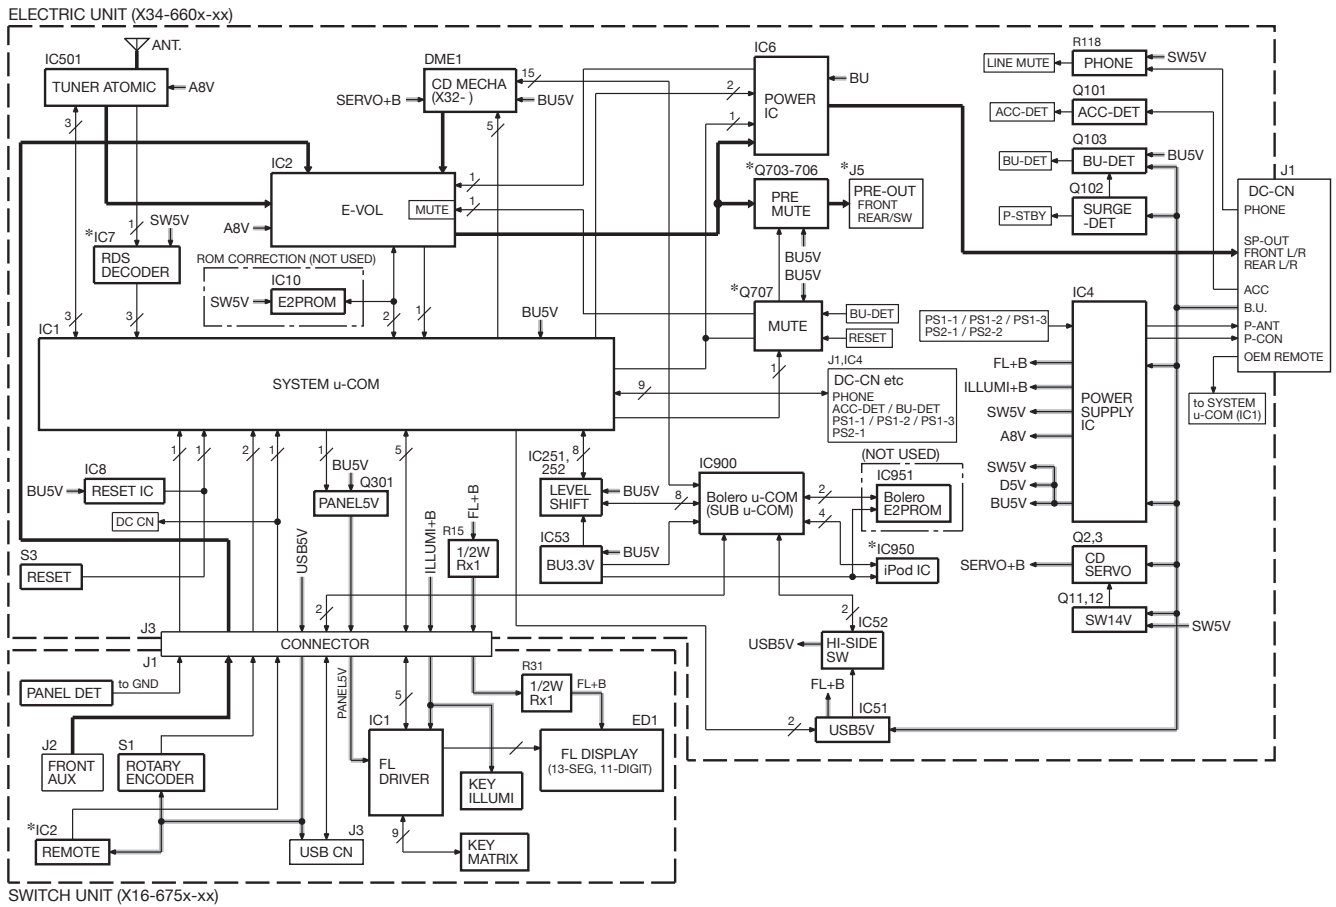 ELECTRIC UNIT (X34-660x-xx)
ANT.
IC501
TUNER ATOMIC
A8V
3
1
SW5V
*IC7
RDS
DECODER
3
3
DME1
CD MECHA
(X32- )
SERVO+B
BU5V
15
5
IC2
E-VOL
MUTE
A8V
1
1
ROM CORRECTION (NOT USED)
IC10
SW5V
E2PROM
2
1
IC6
POWER
IC
BU
2
1
*Q703-706
PRE
MUTE
*J5
PRE-OUT
FRONT
REAR/SW
BU5V
BU5V
*Q707
MUTE
BU-DET
RESET
1
R118
PHONE
LINE MUTE
SW5V
Q101
ACC-DET
ACC-DET
Q103
BU-DET
BU-DET
BU5V
Q102
SURGE
-DET
P-STBY
J1
DC-CN
PHONE
SP-OUT
FRONT L/R
REAR L/R
ACC
B.U.
P-ANT
P-CON
OEM REMOTE
to SYSTEM
u-COM (IC1)
IC4
POWER
SUPPLY
IC
PS1-1 / PS1-2 / PS1-3
PS2-1 / PS2-2
FL+B
ILLUMI+B
SW5V
A8V
SW5V
D5V
BU5V
IC1
SYSTEM u-COM
BU5V
9
J1,IC4
DC-CN etc
PHONE
ACC-DET / BU-DET
PS1-1 / PS1-2 / PS1-3
PS2-1
1
1
2
1
1
5
IC8
BU5V
RESET IC
DC CN
S3
RESET
BU5V
Q301
PANEL5V
USB5V
ILLUMI+B
FL+B
R15
1/2W
Rx1
2
IC251,
252
8
LEVEL
SHIFT
BU5V
8
IC53
BU3.3V
BU5V
IC900
Bolero u-COM
(SUB u-COM)
2
4
(NOT USED)
IC951
Bolero
E2PROM
*IC950
iPod IC
2
IC52
HI-SIDE
SW
USB5V
FL+B
IC51
USB5V
2
Q2,3
CD
SERVO
SERVO+B
Q11,12
SW14V
SW5V
J3
CONNECTOR
J1
PANEL DET
to GND
J2
FRONT
AUX
S1
ROTARY
ENCODER
*IC2
REMOTE
J3
USB CN
PANEL5V
5
IC1
FL
DRIVER
9
KEY
MATRIX
KEY
ILLUMI
R31
1/2W
Rx1
FL+B
ED1
FL DISPLAY
(13-SEG, 11-DIGIT)
SWITCH UNIT (X16-675x-xx)